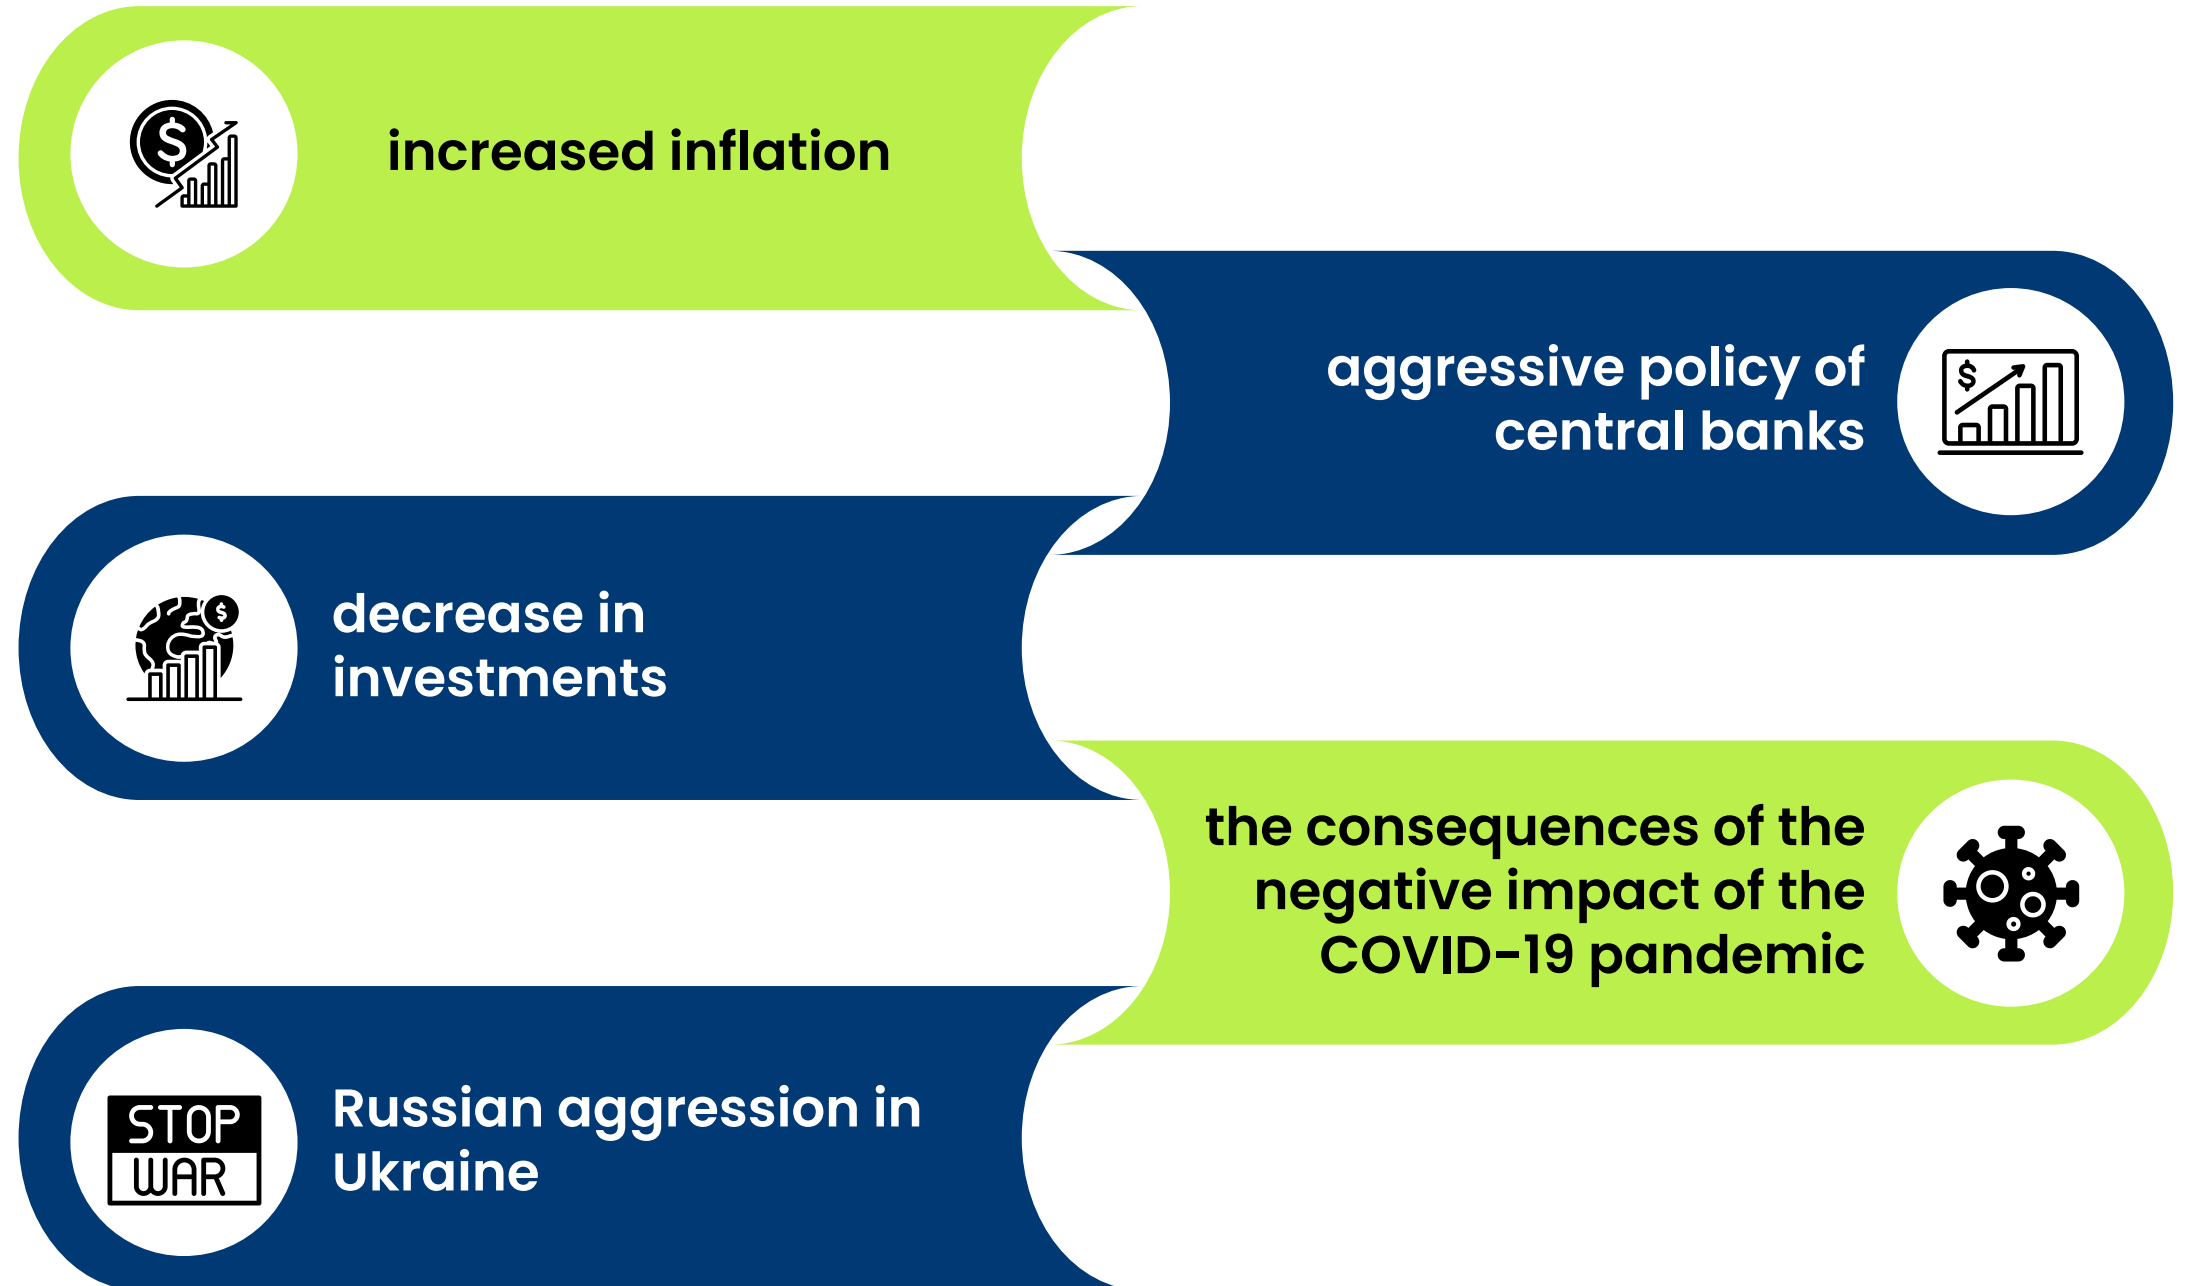 increased inflation
aggressive policy of
central banks
decrease in
investments
the consequences of the
negative impact of the
COVID-19 pandemic
STOP
WAR
Russian aggression in
Ukraine